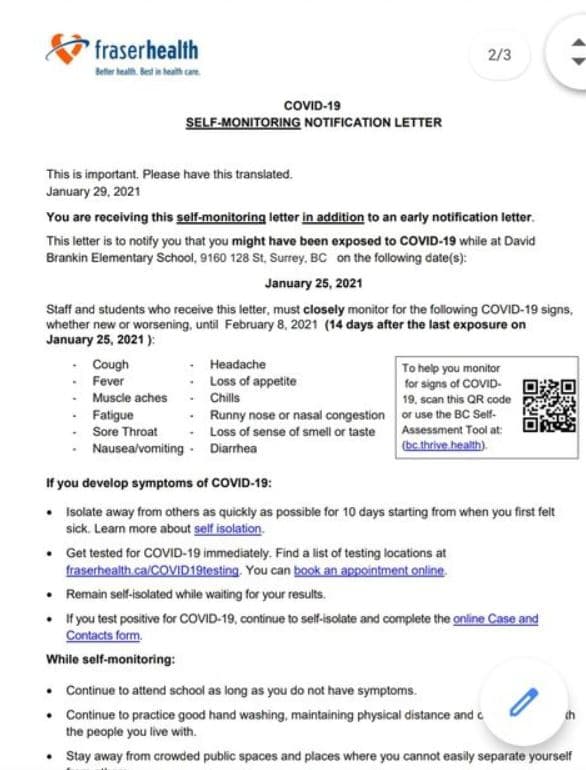 fraserhealth
Better health. Best in health care.
2/3
COVID-19
SELF-MONITORING NOTIFICATION LETTER
This is important. Please have this translated.
January 29, 2021
You are receiving this self-monitoring letter in addition to an early notification letter.
This letter is to notify you that you might have been exposed to COVID-19 while at David
Brankin Elementary School, 9160 128 St, Surrey, BC on the following date(s):
January 25, 2021
Staff and students who receive this letter, must closely monitor for the following COVID-19 signs,
whether new or worsening, until February 8, 2021 (14 days after the last exposure on
January 25, 2021 ):
- Cough
- Fever
- Muscle aches
- Fatigue
- Sore Throat
- Nausea/vomiting
- Headache
- Loss of appetite
- Chills
- Runny nose or nasal congestion
- Loss of sense of smell or taste
- Diarrhea
To help you monitor
for signs of COVID-
19, scan this QR code
or use the BC Self-
Assessment Tool at:
(bc.thrive.health).
If you develop symptoms of COVID-19:
• Isolate away from others as quickly as possible for 10 days starting from when you first felt
sick. Learn more about self isolation.
• Get tested for COVID-19 immediately. Find a list of testing locations at
fraserhealth.ca/COVID19testing. You can book an appointment online.
• Remain self-isolated while waiting for your results.
• If you test positive for COVID-19, continue to self-isolate and complete the online Case and
Contacts form.
While self-monitoring:
• Continue to attend school as long as you do not have symptoms.
• Continue to practice good hand washing, maintaining physical distance and
the people you live with.
• Stay away from crowded public spaces and places where you cannot easily separate yourself